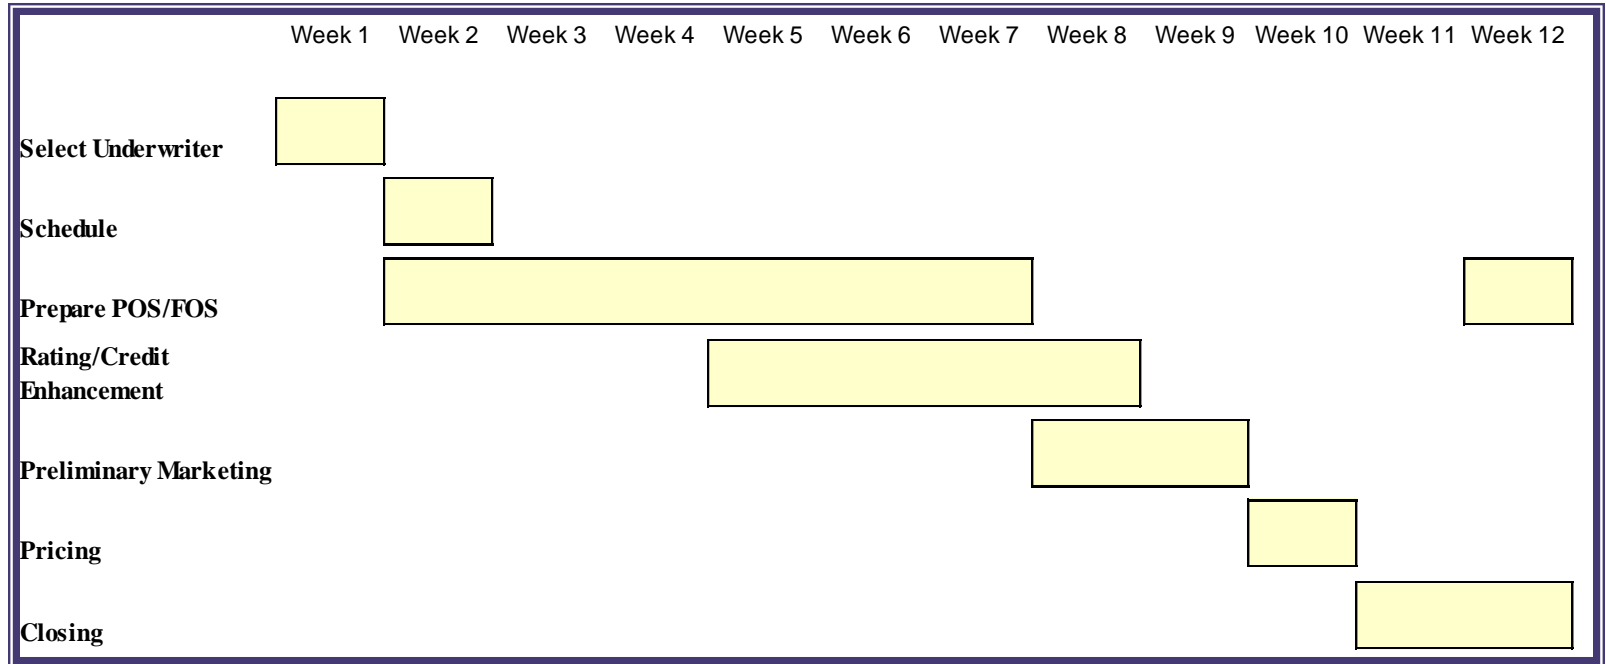 Week 1 Week 2 Week 3 Week 4 Week 5 Week 6 Week 7 Week 8 Week 9 Week 10 Week 11 Week 12
Select Underwriter
Schedule
Prepare POS/FOS
Rating/Credit
Enhancement
Preliminary Marketing
Pricing
Closing